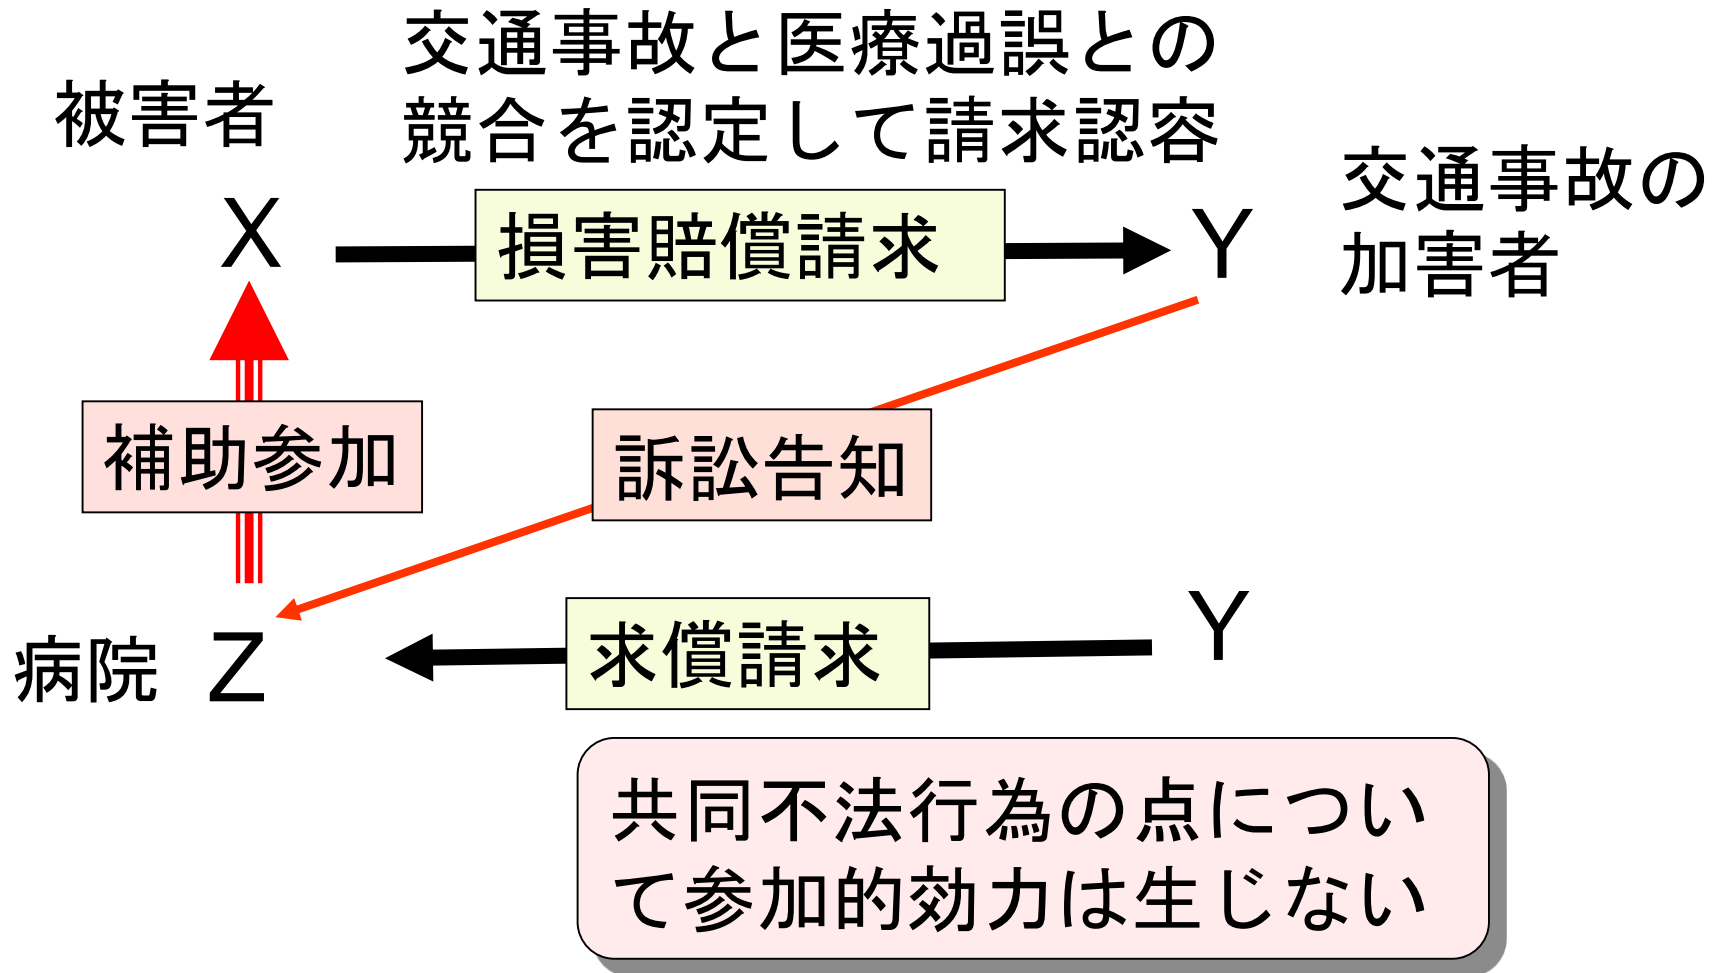 交通事故と医療過誤との
競合を認定して請求認容
被害者
交通事故の
加害者
X
損害賠償請求
Y
補助参加
訴訟告知
病院 Z
求償請求
Y
共同不法行為の点につい
て参加的効力は生じない